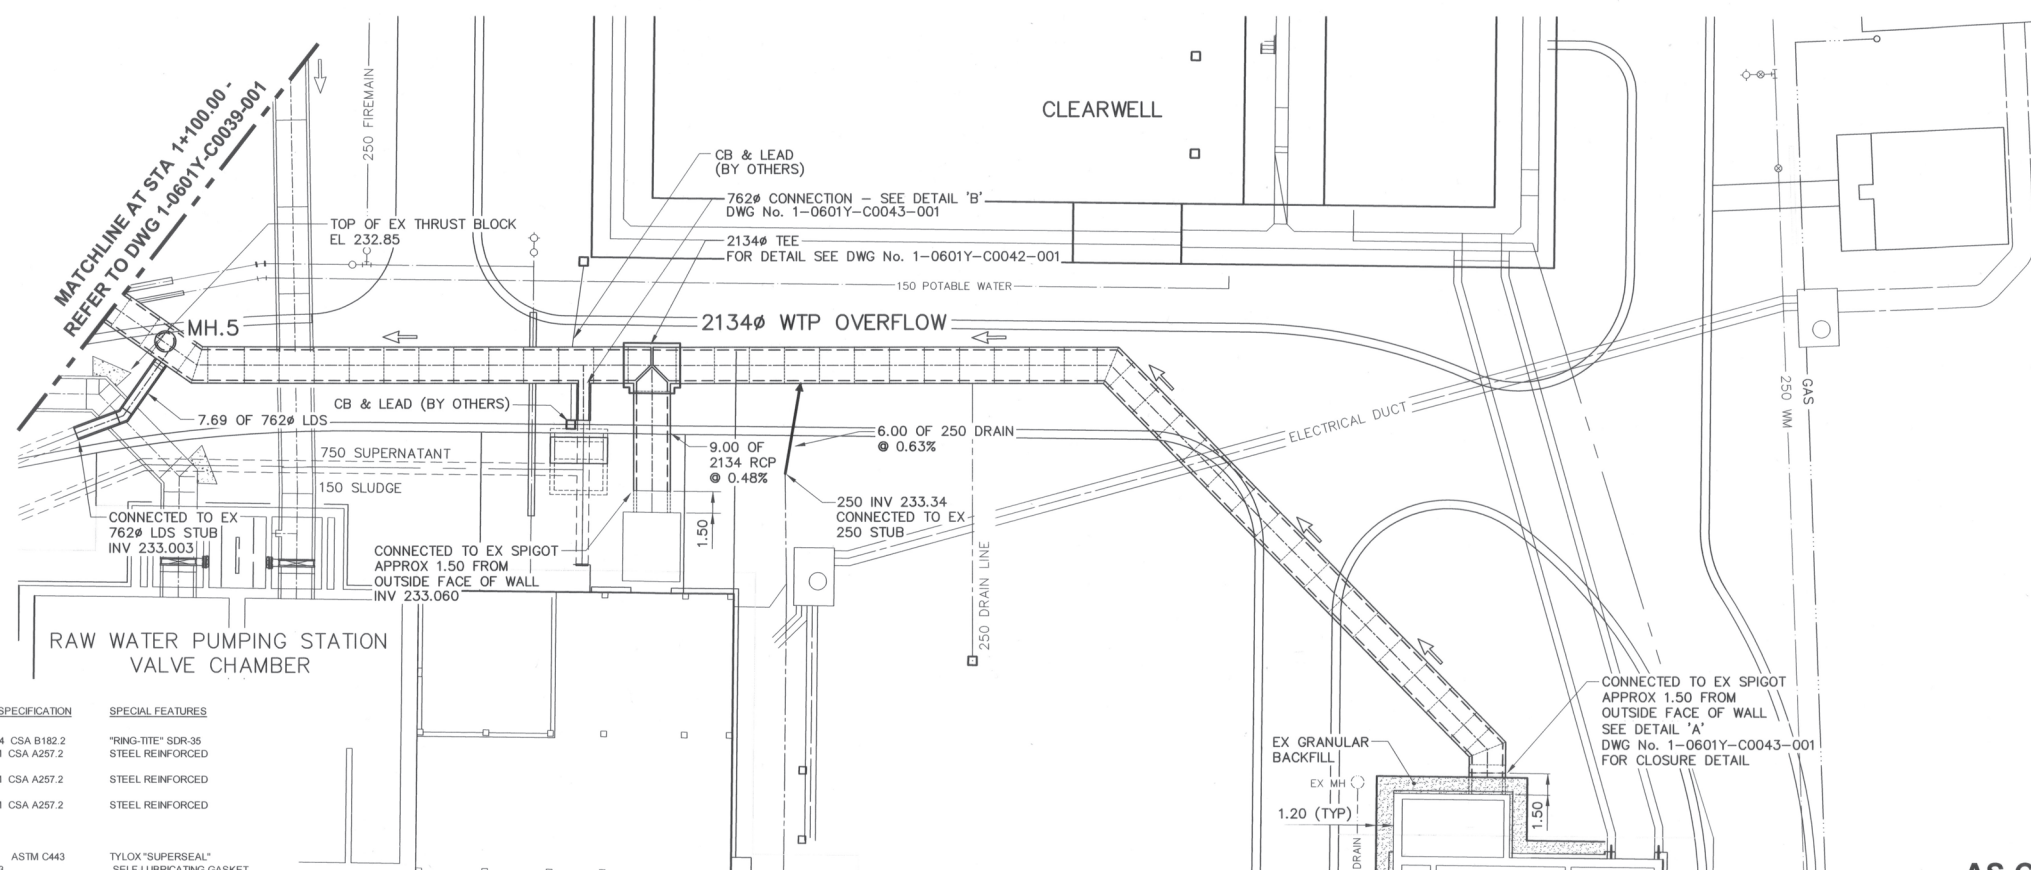 MATCHLINE AT STA 1+100.00 -
REFER TO DWG 1-0601Y-C0039-001
250 FIREMAIN
CLEARWELL
CB & LEAD
(BY OTHERS)
762ø CONNECTION – SEE DETAIL 'B'
DWG No. 1-0601Y-C0043-001
TOP OF EX THRUST BLOCK
EL 232.85
2134ø TEE
FOR DETAIL SEE DWG No. 1-0601Y-C0042-001
150 POTABLE WATER
MH.5
2134ø WTP OVERFLOW
GAS
250 WM
ELECTRICAL DUCT
CB & LEAD (BY OTHERS)
7.69 OF 762ø LDS
6.00 OF 250 DRAIN
@ 0.63%
9.00 OF
2134 RCP
@ 0.48%
750 SUPERNATANT
150 SLUDGE
250 INV 233.34
CONNECTED TO EX
250 STUB
1.50
CONNECTED TO EX
762ø LDS STUB
INV 233.003
CONNECTED TO EX SPIGOT
APPROX 1.50 FROM
OUTSIDE FACE OF WALL
INV 233.060
250 DRAIN LINE
RAW WATER PUMPING STATION
VALVE CHAMBER
CONNECTED TO EX SPIGOT
APPROX 1.50 FROM
OUTSIDE FACE OF WALL
SEE DETAIL 'A'
DWG No. 1-0601Y-C0043-001
FOR CLOSURE DETAIL
EX GRANULAR
BACKFILL
EX MH
1.20 (TYP)
1.50
DRAIN
SPECIFICATION SPECIAL FEATURES
4 CSA B182.2 "RING-TITE" SDR-35
CSA A257.2 STEEL REINFORCED
CSA A257.2 STEEL REINFORCED
CSA A257.2 STEEL REINFORCED
ASTM C443 TYLOX "SUPERSEAL"
SELF LUBRICATING GASKET